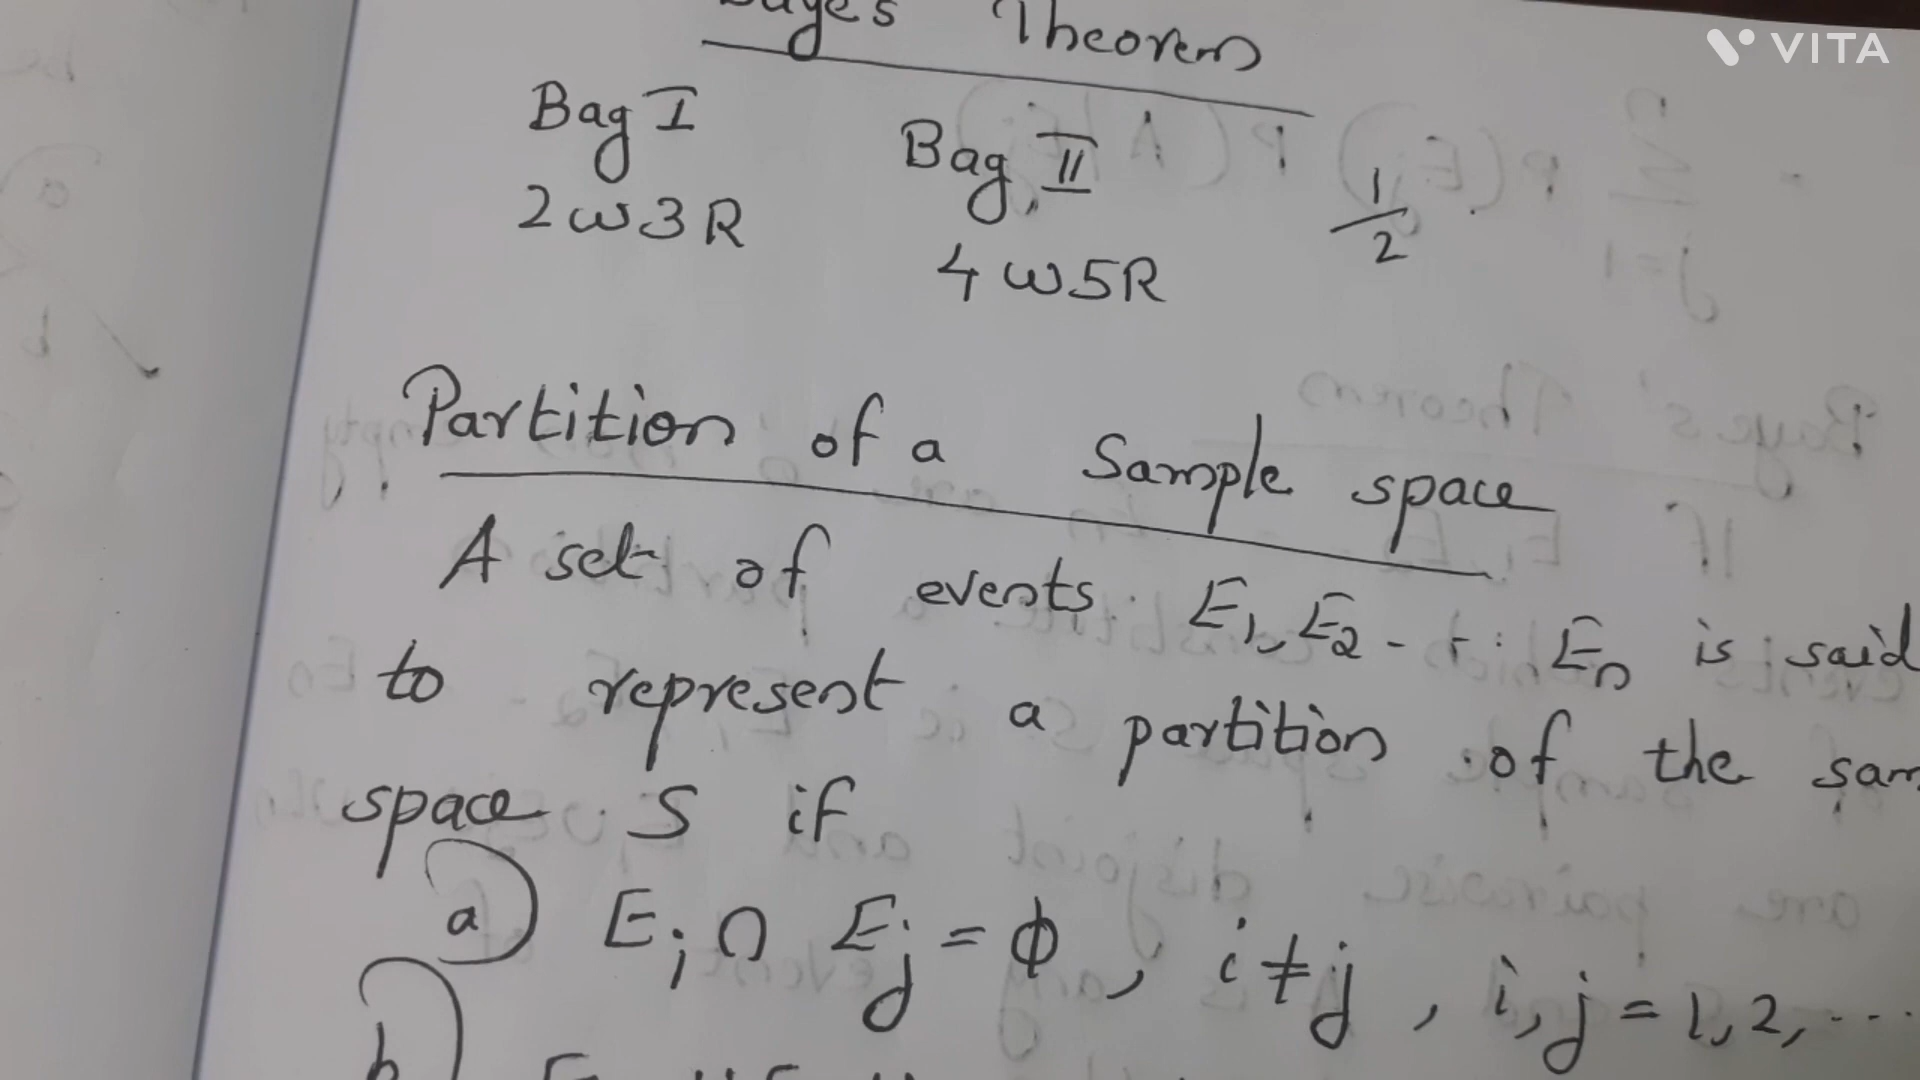 Bayes Theorem
VITA
Bag I
Bag II
1/2
2W3R
4W5R
Partition of a Sample space
A set of events E₁, E₂ - - . Eₙ is said
to represent a partition of the sam
space S if
a) Eᵢ ∩ Eⱼ = ϕ, i ≠ j, i, j = 1, 2, ...
b)